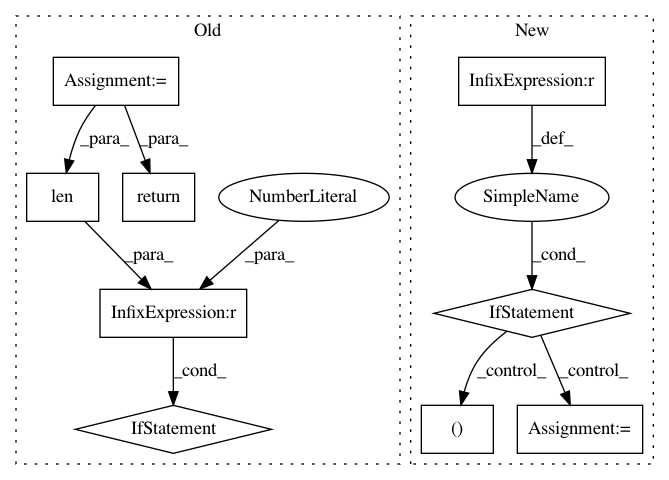 Old
New
Assignment:=
InfixExpression:r
_para_
_para_
_def_
len
return
NumberLiteral
SimpleName
_para_
_para_
_cond_
InfixExpression:r
IfStatement
_cond_
_control_
_control_
IfStatement
()
Assignment:=